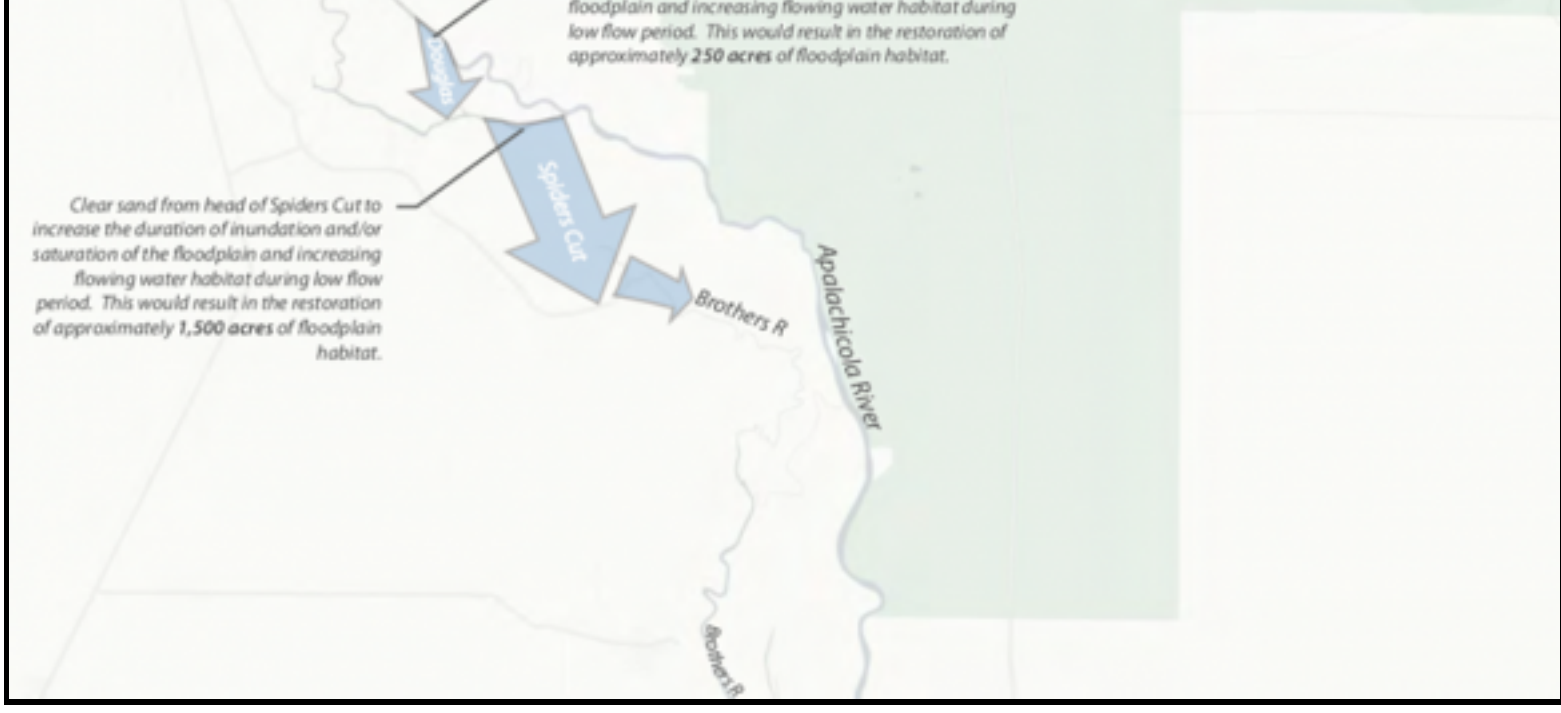 floodplain and increasing flowing water habitat during
low flow period. This would result in the restoration of
approximately 250 acres of floodplain habitat.
Douglas
Spiders Cut
Clear sand from head of Spiders Cut to
increase the duration of inundation and/or
saturation of the floodplain and increasing
flowing water habitat during low flow
period. This would result in the restoration
of approximately 1,500 acres of floodplain
habitat.
Brothers R
Apalachicola River
Brothers R